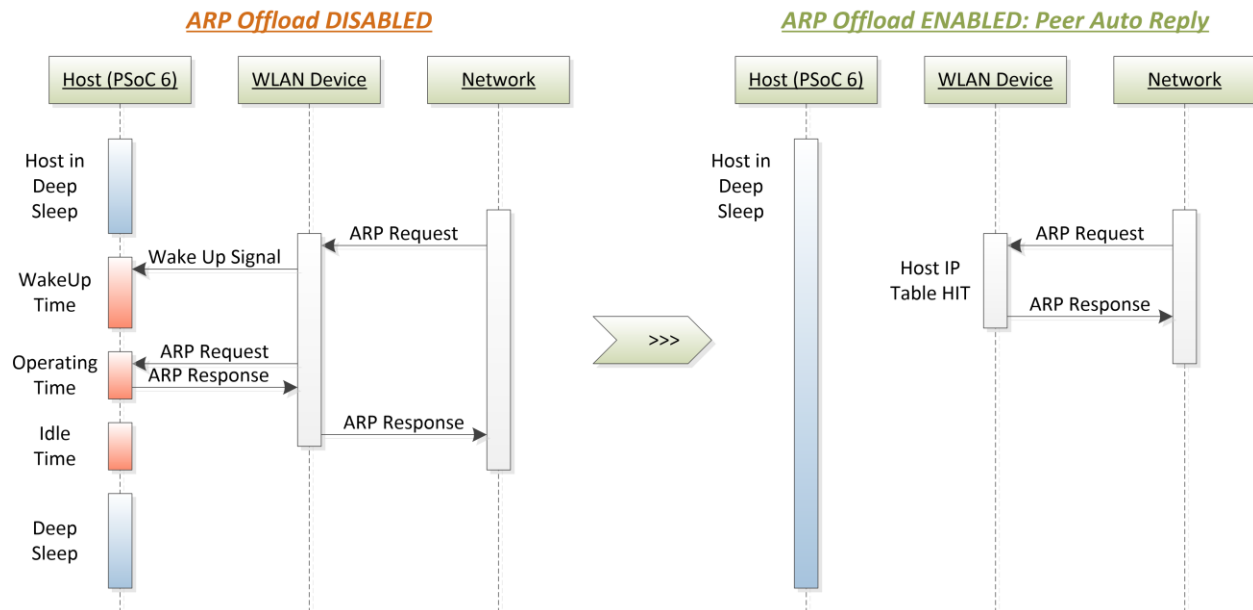 ARP Offload DISABLED
Host (PSoC 6)
WLAN Device
Network
Host in
Deep
Sleep
ARP Request
Wake Up Signal
WakeUp
Time
ARP Request
Operating
Time
ARP Response
ARP Response
Idle
Time
Deep
Sleep
>>>
ARP Offload ENABLED: Peer Auto Reply
Host (PSoC 6)
WLAN Device
Network
Host in
Deep
Sleep
ARP Request
Host IP
Table HIT
ARP Response